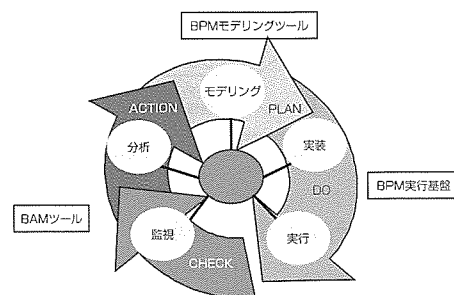 BPMモデリングツール
モデリング
ACTION
PLAN
分析
実装
DO
BPM実行基盤
BAMツール
監視
実行
CHECK